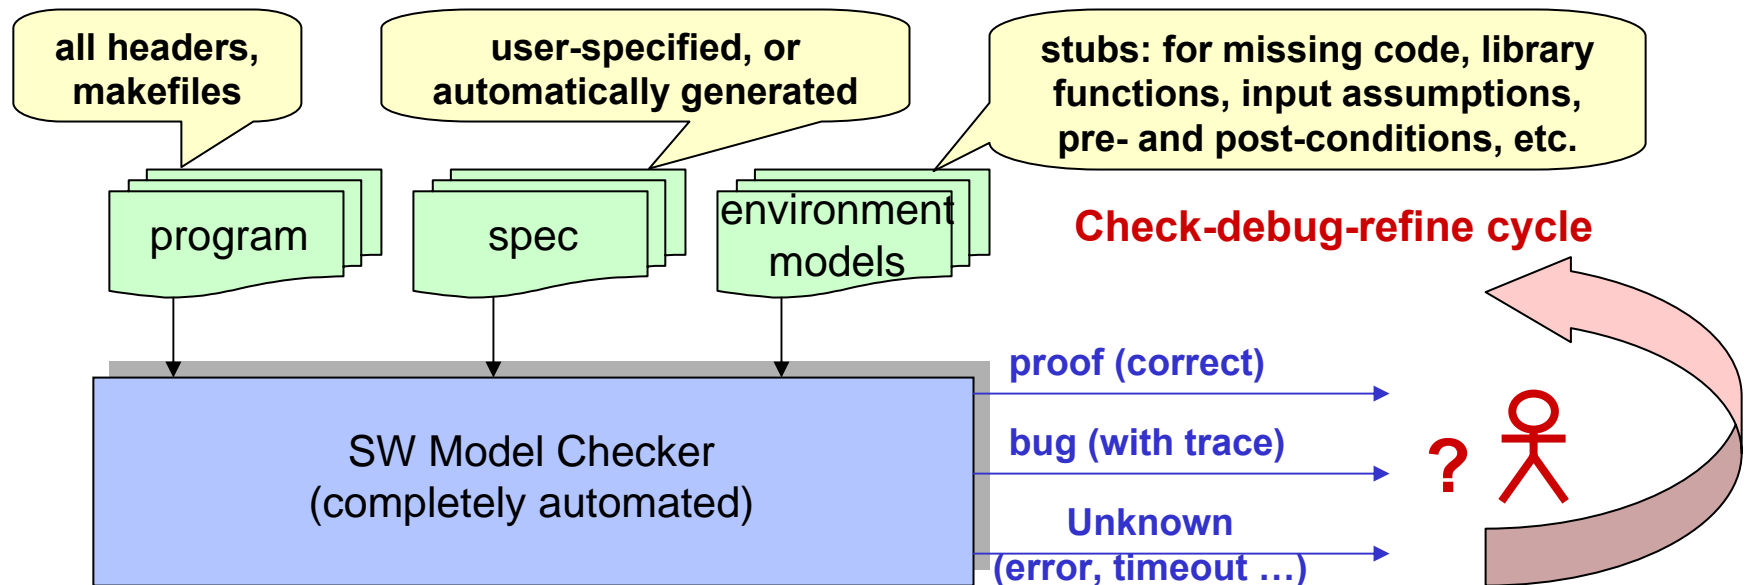 all headers,
makefiles
user-specified, or
automatically generated
stubs: for missing code, library
functions, input assumptions,
pre- and post-conditions, etc.
program
spec
environment
models
Check-debug-refine cycle
SW Model Checker
(completely automated)
proof (correct)
bug (with trace)
Unknown
(error, timeout …)
?